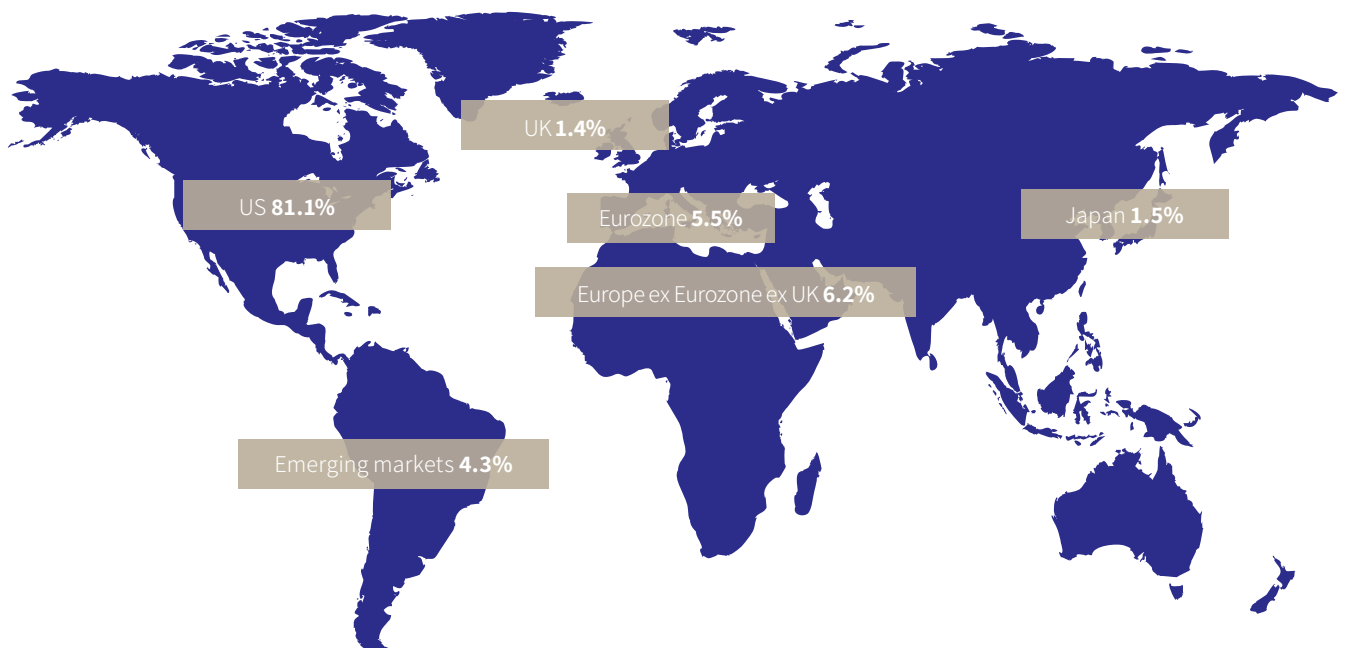 UK 1.4%
US 81.1%
Eurozone 5.5%
Japan 1.5%
Europe ex Eurozone ex UK 6.2%
Emerging markets 4.3%